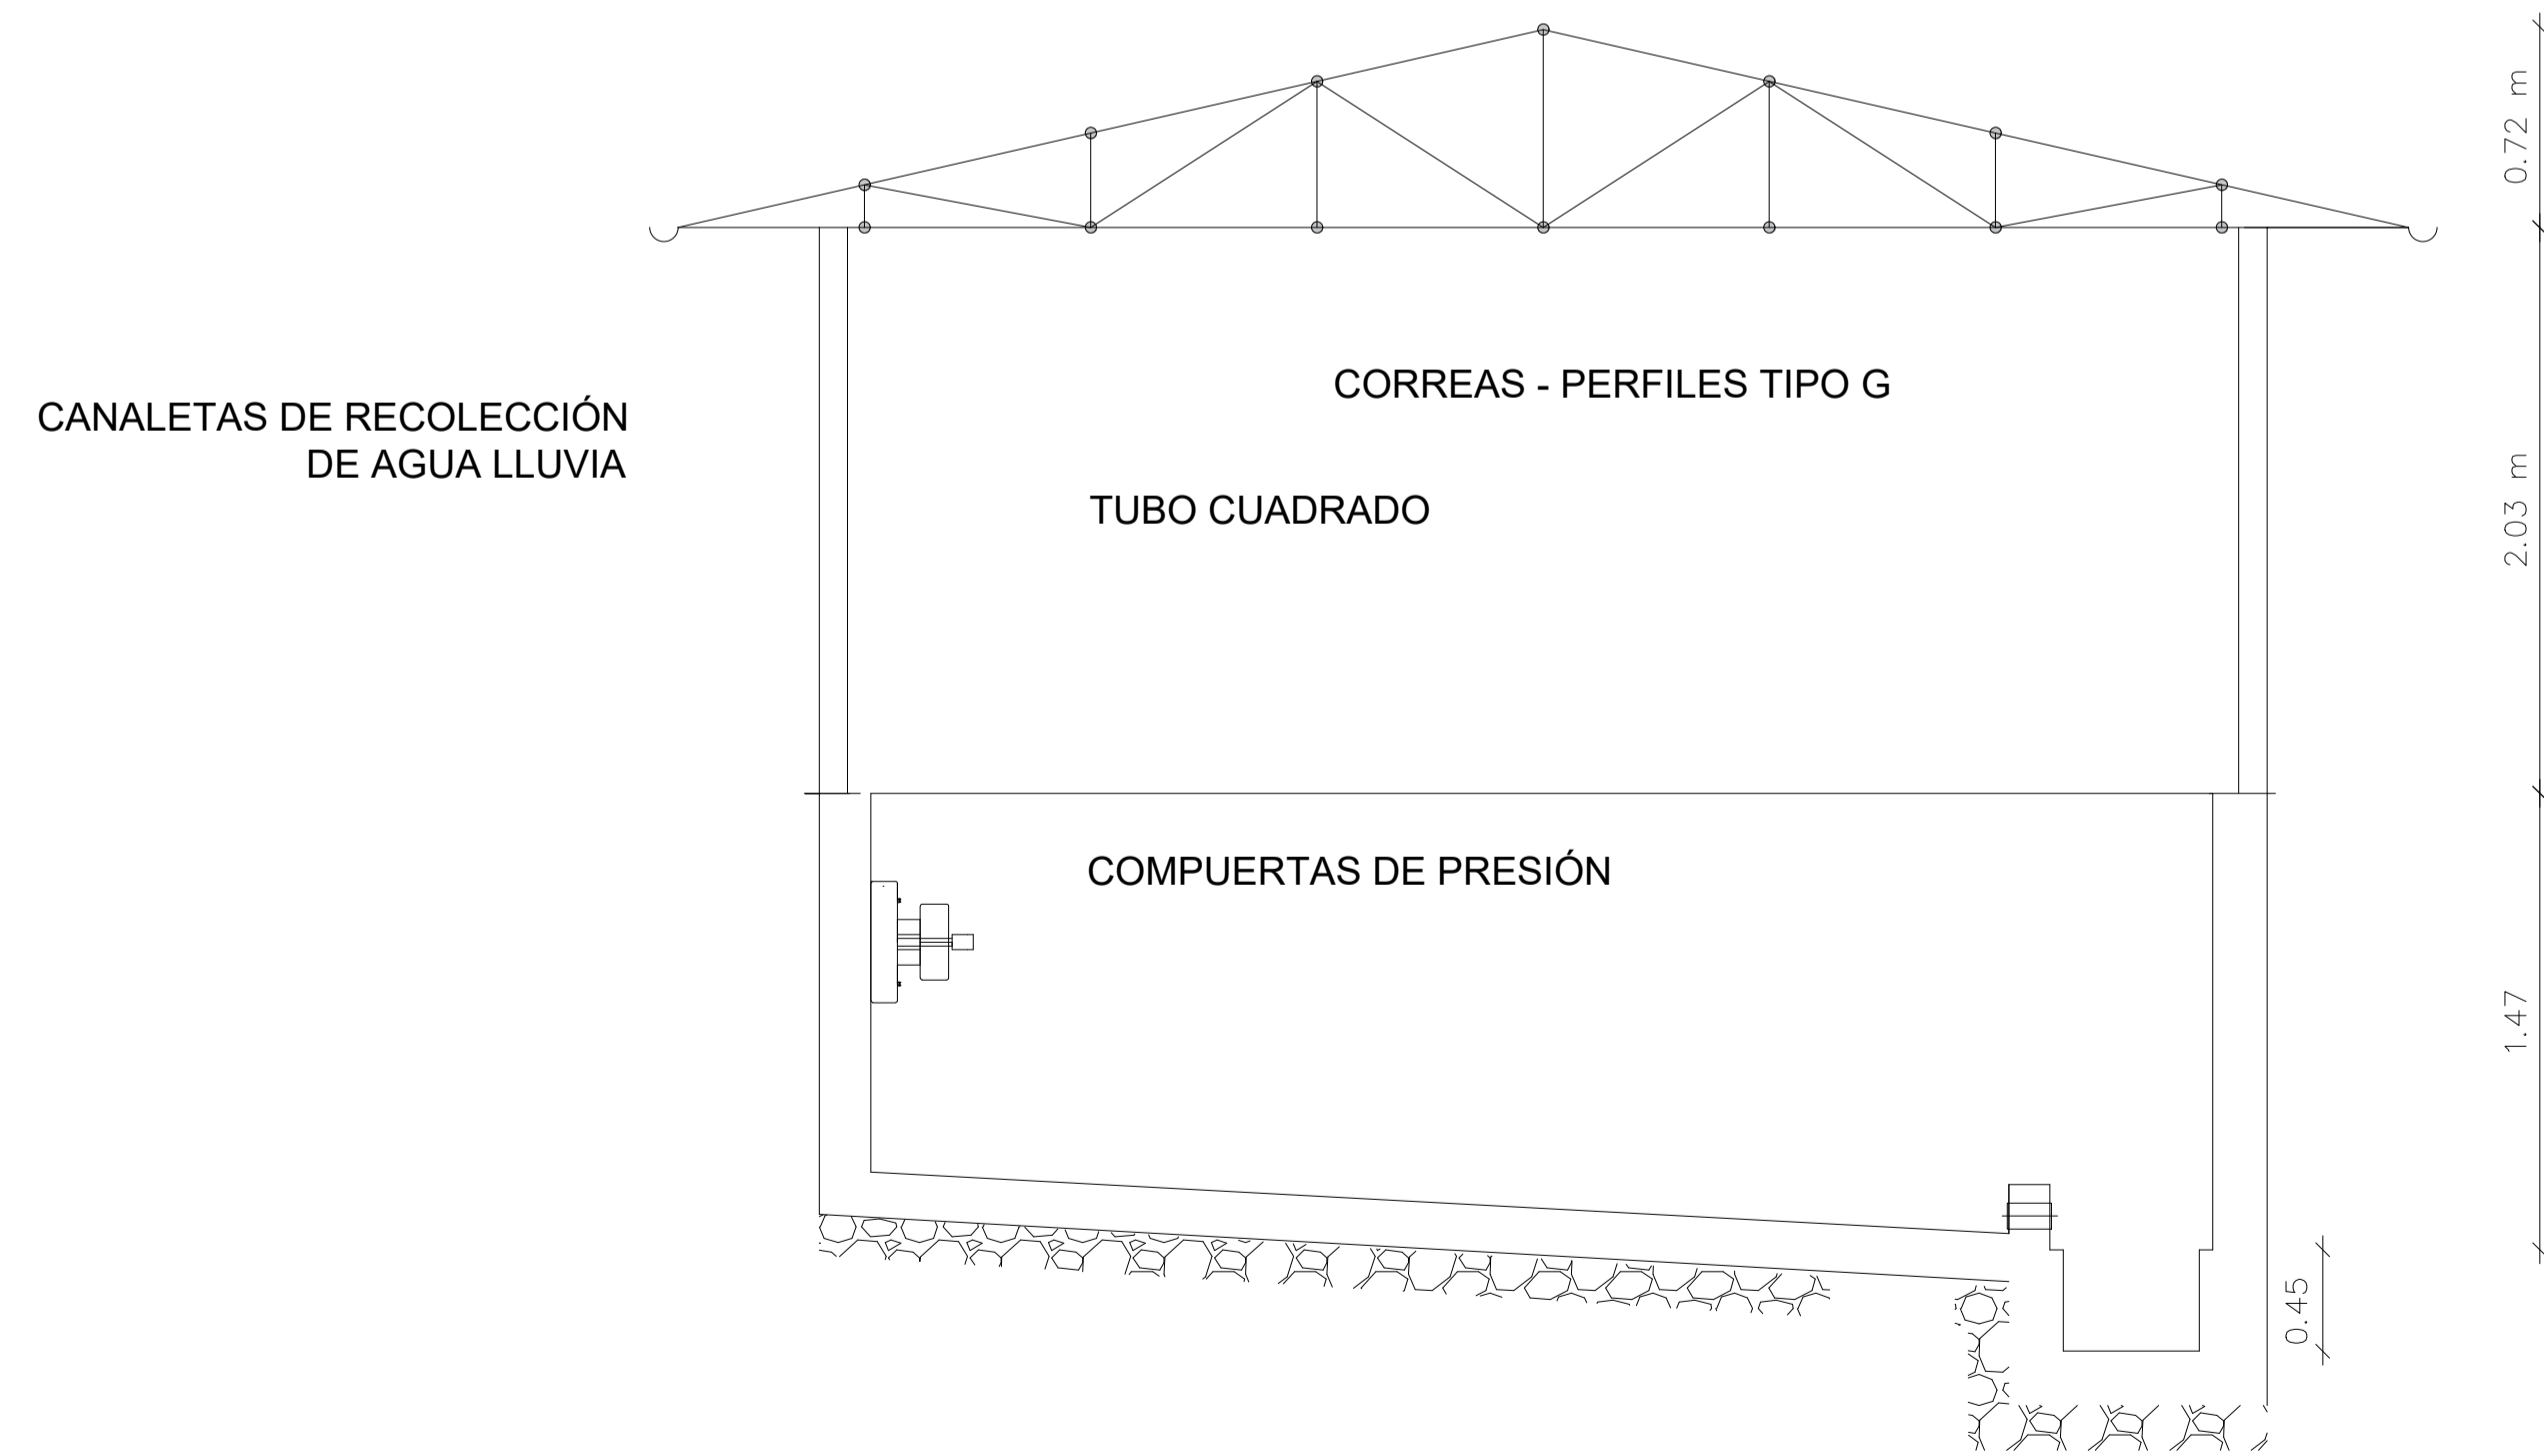 0.72 m
CORREAS - PERFILES TIPO G
CANALETAS DE RECOLECCIÓN
DE AGUA LLUVIA
TUBO CUADRADO
2.03 m
COMPUERTAS DE PRESIÓN
1.47
0.45